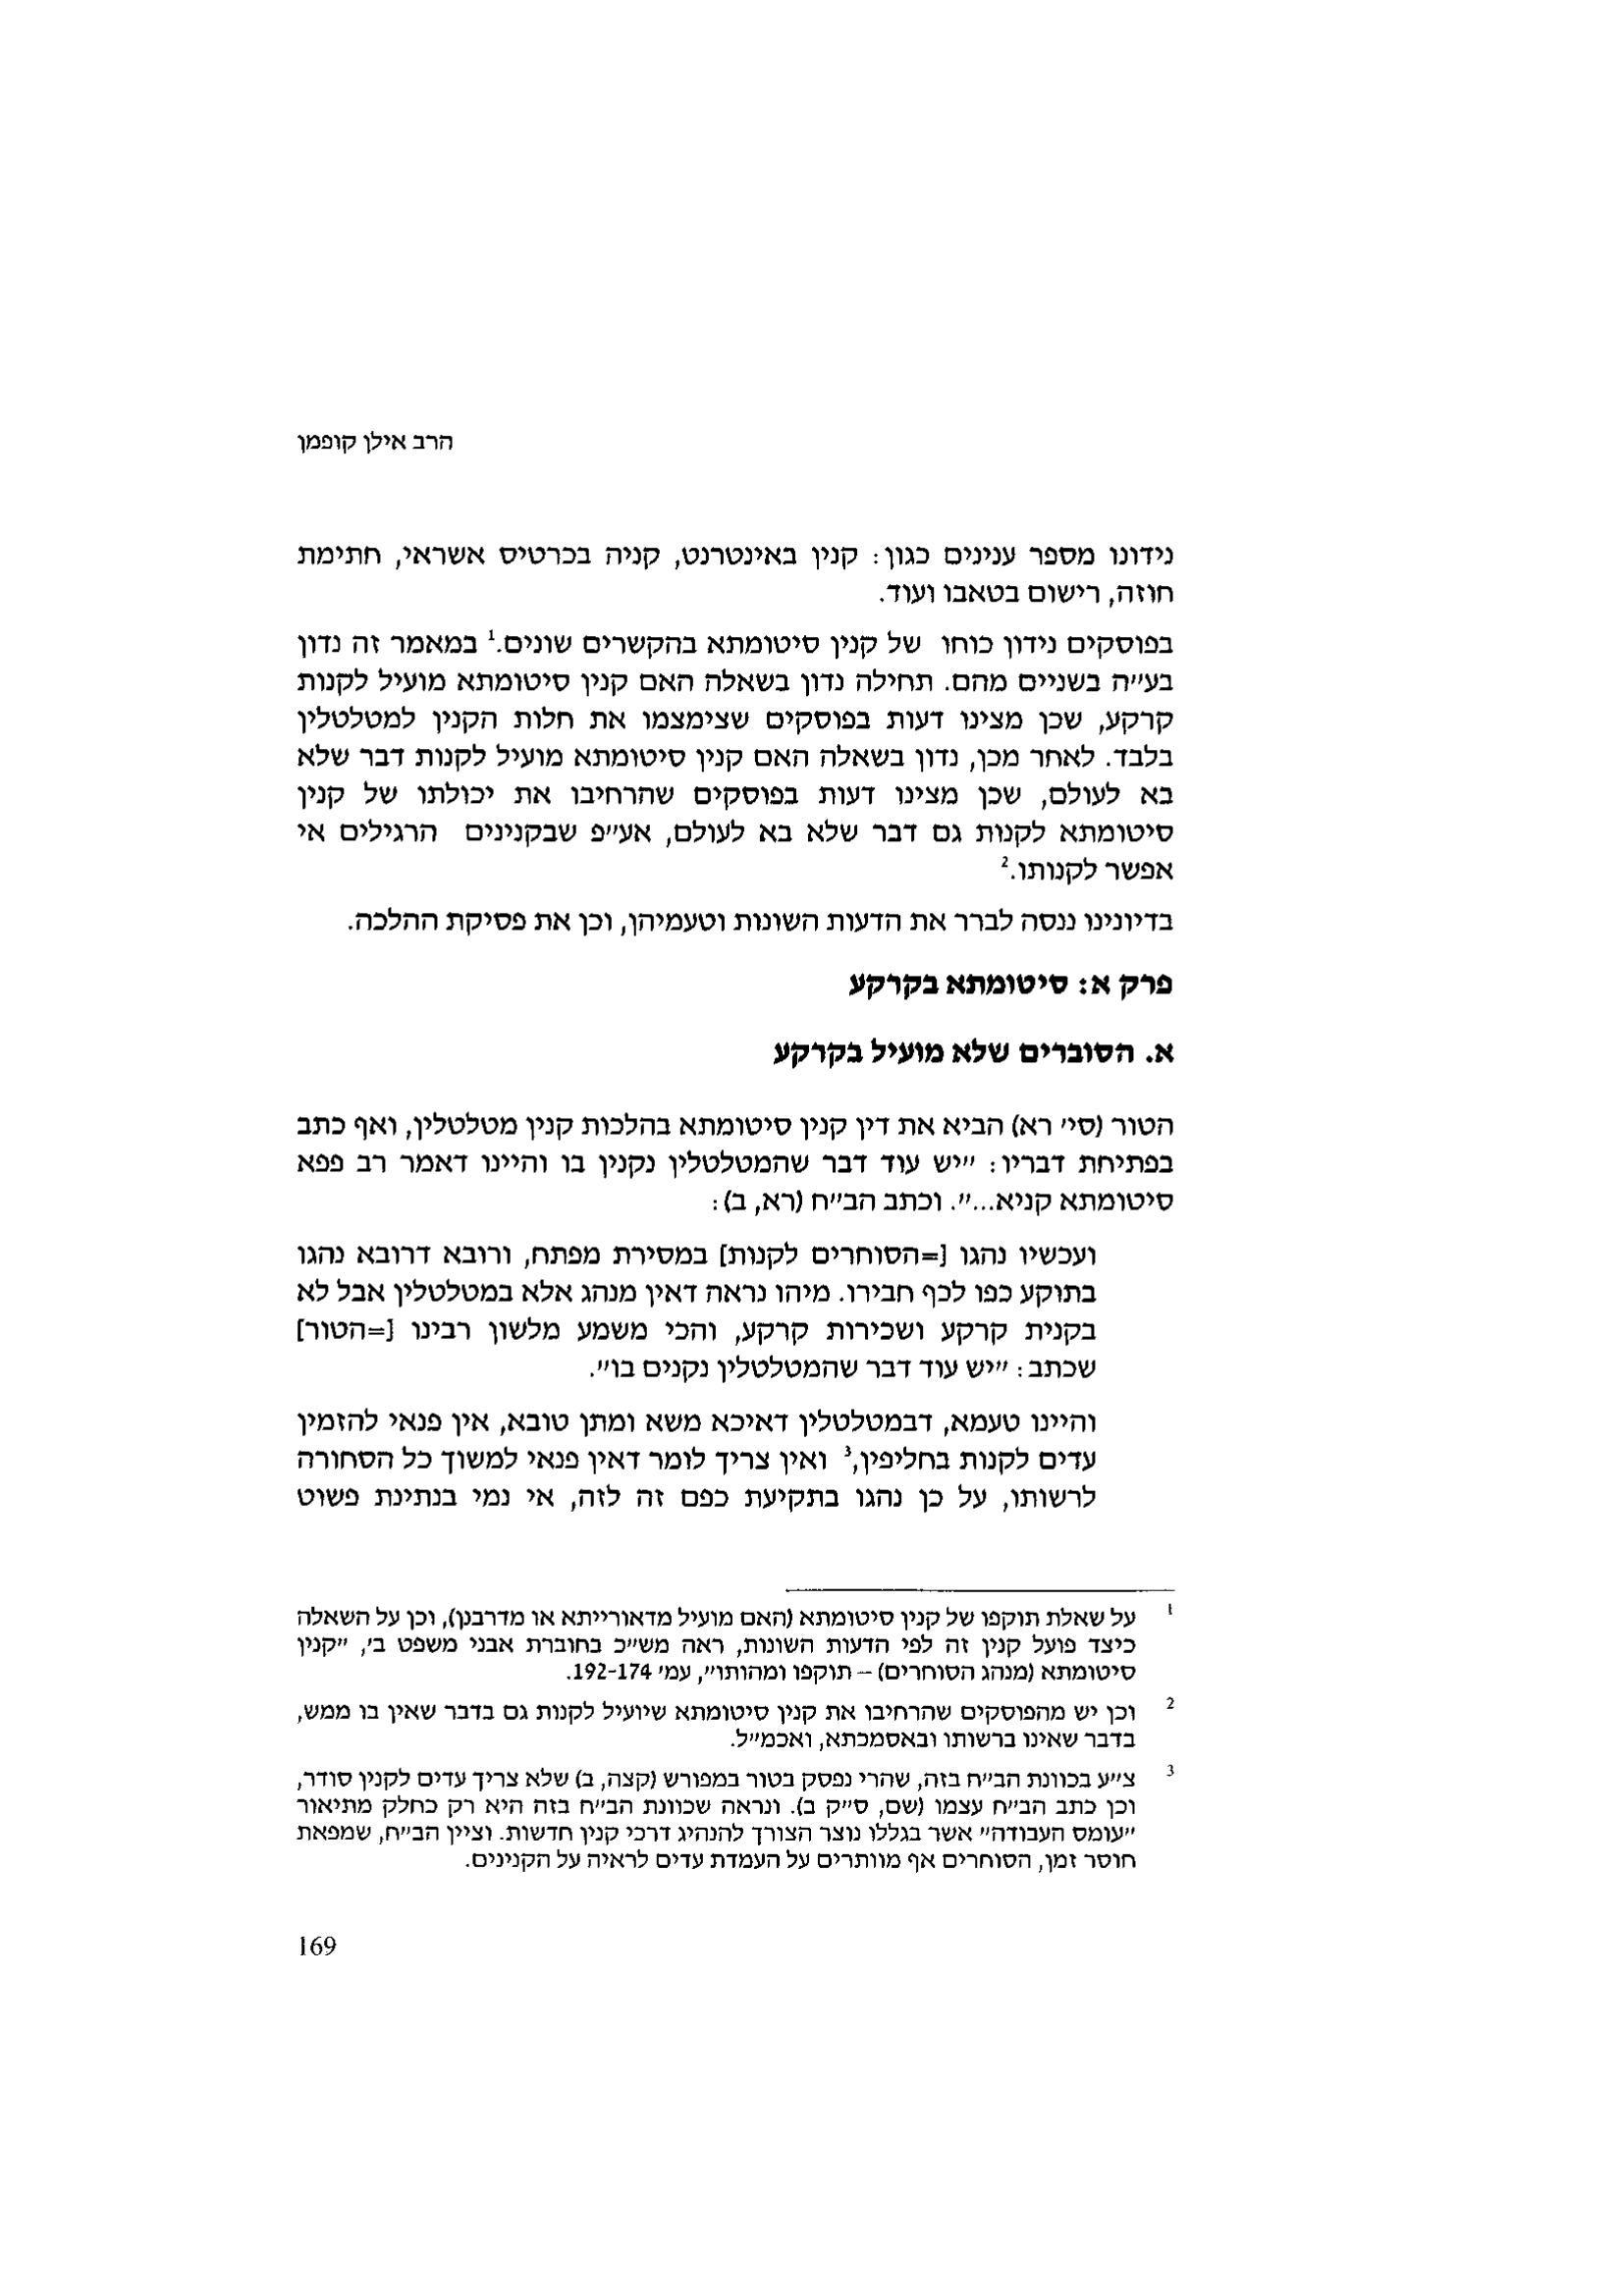 הרב אילן קופמן
נידונו מספר ענינים כגון: קנין באינטרנט, קניה בכרטיס אשראי, חתימת
חוזה, רישום בטאבו ועוד.
בפוסקים נידון כוחו של קנין סיטומתא בהקשרים שונים.1 במאמר זה נדון
בע״ה בשניים מהם. תחילה נדון בשאלה האם קנין סיטומתא מועיל לקנות
קרקע, שכן מצינו דעות בפוסקים שצימצמו את חלות הקנין למטלטלין
בלבד. לאחר מכן, נדון בשאלה האם קנין סיטומתא מועיל לקנות דבר שלא
בא לעולם, שכן מצינו דעות בפוסקים שהרחיבו את יכולתו של קנין
סיטומתא לקנות גם דבר שלא בא לעולם, אע״פ שבקנינים הרגילים אי
אפשר לקנותו.2
בדיונינו ננסה לברר את הדעות השונות וטעמיהן, וכן את פסיקת ההלכה.
פרק א: סיטומתא בקרקע
א. הסוברים שלא מועיל בקרקע
הטור (סי׳ רא) הביא את דין קנין סיטומתא בהלכות קנין מטלטלין, ואף כתב
בפתיחת דבריו: ״יש עוד דבר שהמטלטלין נקנין בו והיינו דאמר רב פפא
סיטומתא קניא...״. וכתב הב״ח (רא, ב):
ועכשיו נהגו [=הסוחרים לקנות] במסירת מפתח, ורובא דרובא נהגו
בתוקע כפו לכף חבירו. מיהו נראה דאין מנהג אלא במטלטלין אבל לא
בקנית קרקע ושכירות קרקע, והכי משמע מלשון רבינו [=הטור]
שכתב: ״יש עוד דבר שהמטלטלין נקנים בו״.
והיינו טעמא, דבמטלטלין דאיכא משא ומתן טובא, אין פנאי להזמין
עדים לקנות בחליפין,3 ואין צריך לומר דאין פנאי למשוך כל הסחורה
לרשותו, על כן נהגו בתקיעת כפם זה לזה, אי נמי בנתינת פשוט
1 על שאלת תוקפו של קנין סיטומתא (האם מועיל מדאורייתא או מדרבנן), וכן על השאלה
כיצד פועל קנין זה לפי הדעות השונות, ראה מש״כ בחוברת אבני משפט ב׳, ״קנין
סיטומתא (מנהג הסוחרים) – תוקפו ומהותו״, עמ׳ 192-174.
2 וכן יש מהפוסקים שהרחיבו את קנין סיטומתא שיועיל לקנות גם בדבר שאין בו ממש,
בדבר שאינו ברשותו ובאסמכתא, ואכמ״ל.
3 צ״ע בכוונת הב״ח בזה, שהרי נפסק בטור במפורש (קצה, ב) שלא צריך עדים לקנין סודר,
וכן כתב הב״ח עצמו (שם, ס״ק ב). ונראה שכוונת הב״ח בזה היא רק כחלק מתיאור
״עומס העבודה״ אשר בגללו נוצר הצורך להנהיג דרכי קנין חדשות. וציין הב״ח, שמפאת
חוסר זמן, הסוחרים אף מוותרים על העמדת עדים לראיה על הקנינים.
169